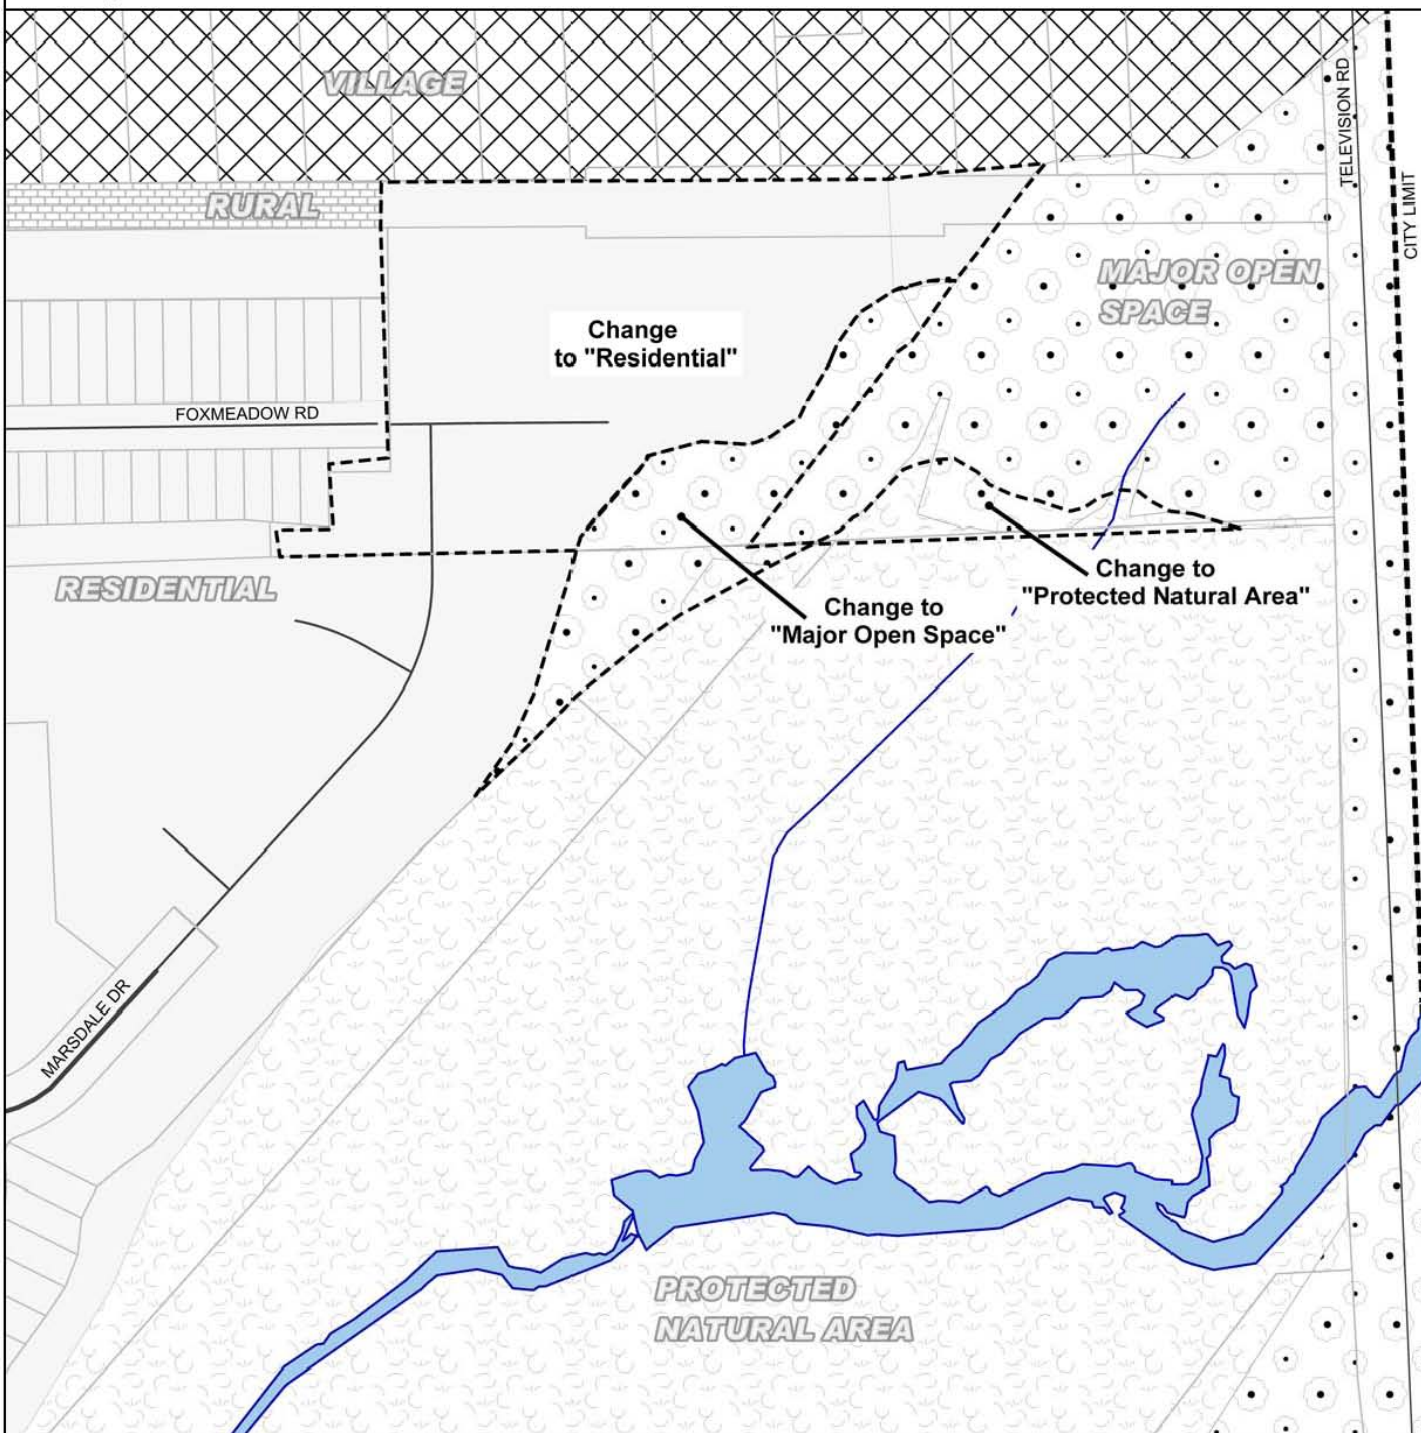 VILLAGE
TELEVISION RD
CITY LIMIT
RURAL
MAJOR OPEN
SPACE
Change
to "Residential"
FOXMEADOW RD
RESIDENTIAL
Change to
"Protected Natural Area"
Change to
"Major Open Space"
MARSDALE DR
PROTECTED
NATURAL AREA